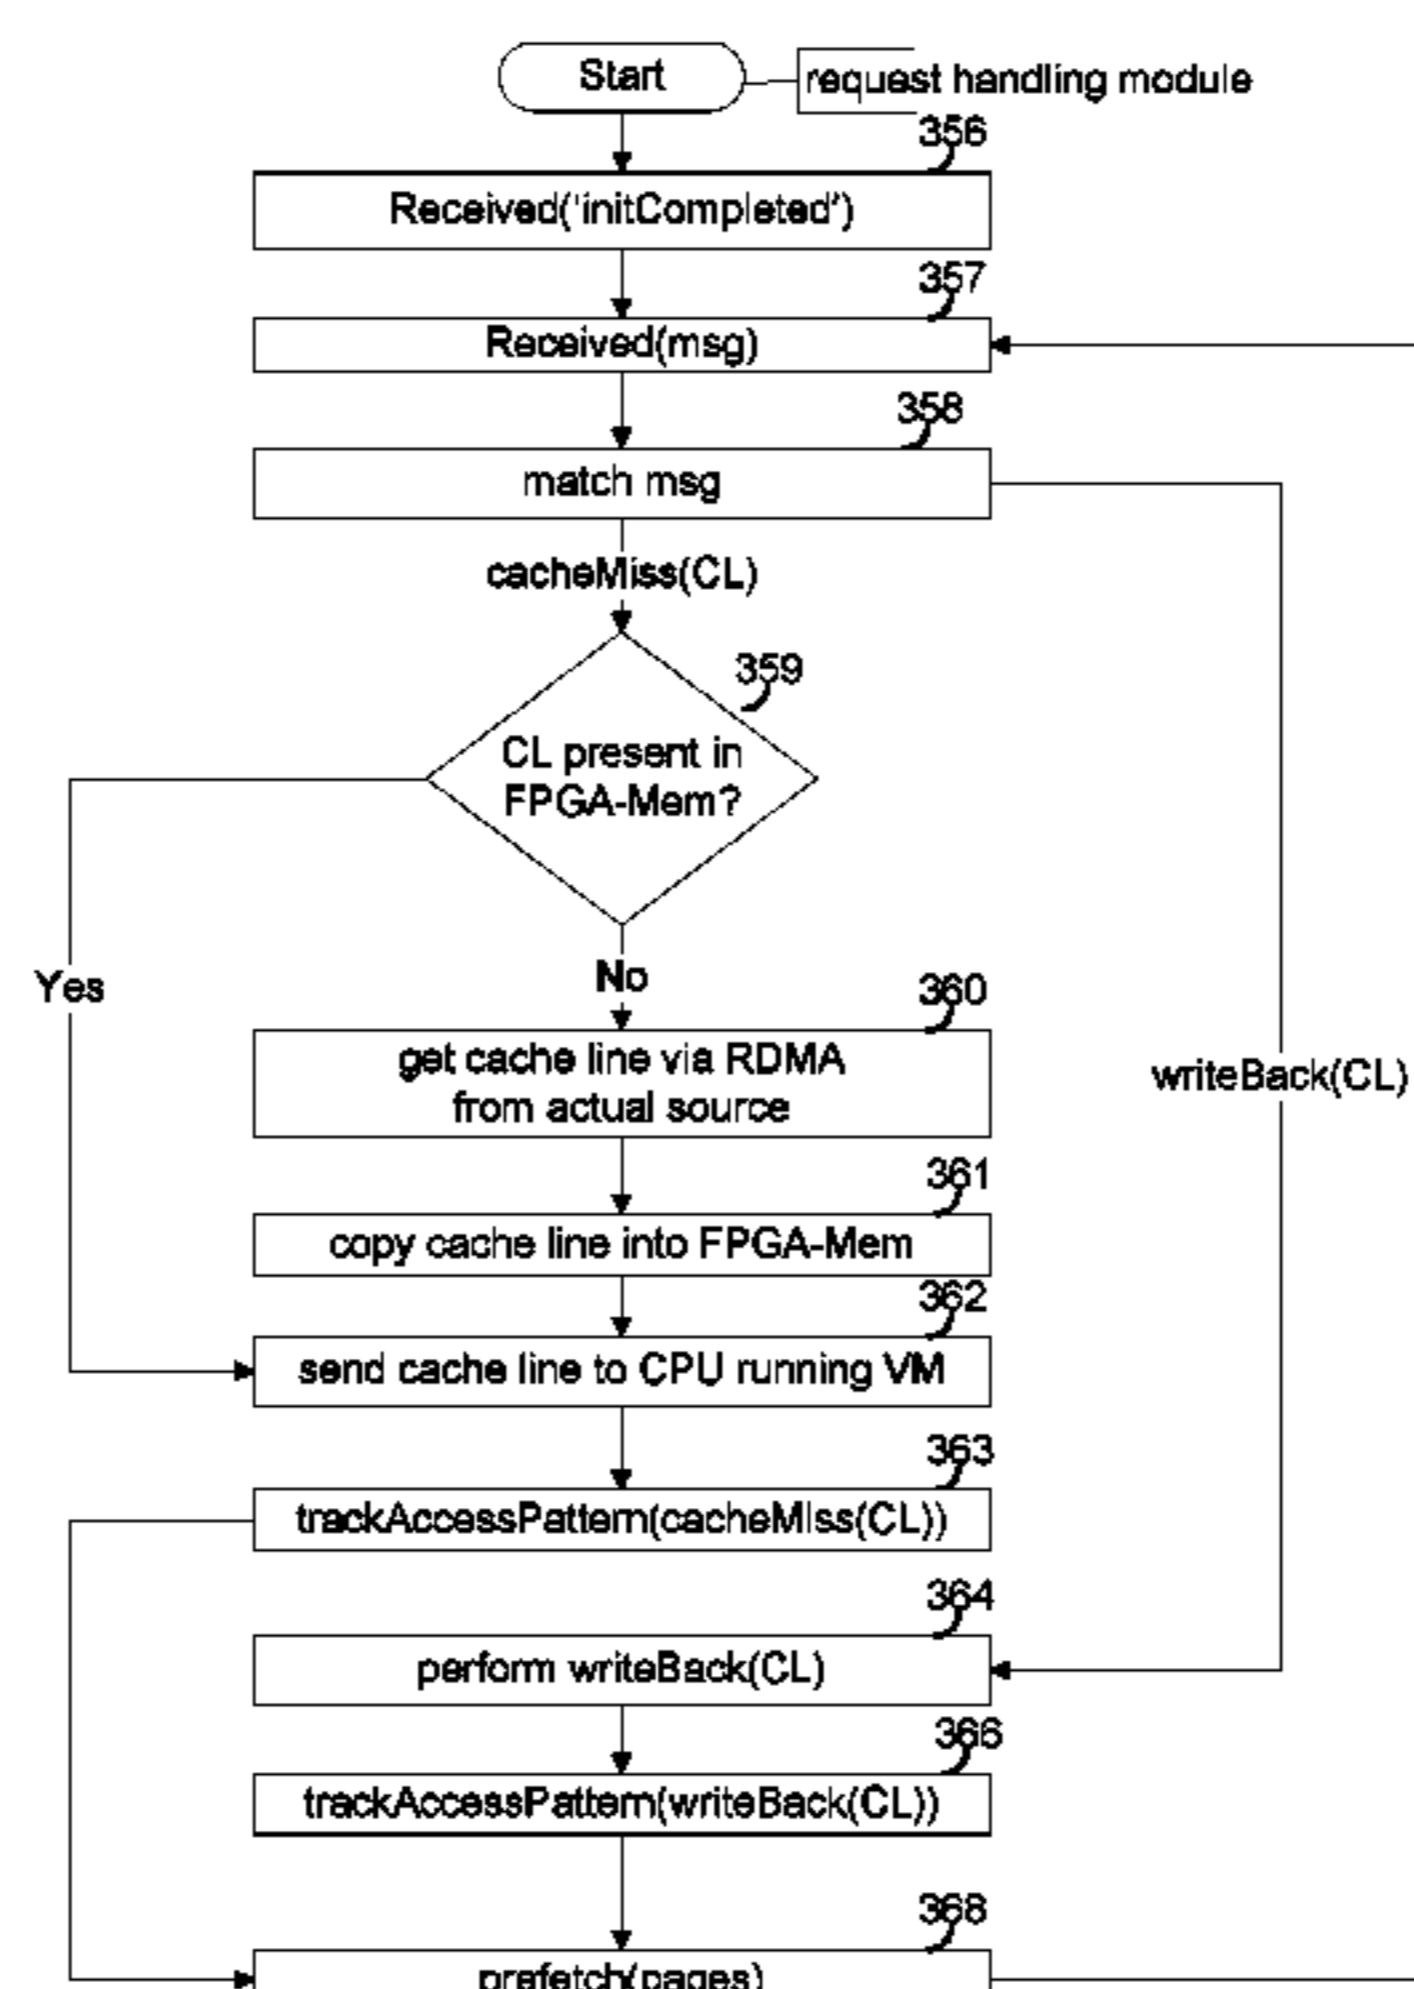 Start
request handling module
356
Received('initCompleted')
357
Received(msg)
358
match msg
cacheMiss(CL)
359
CL present in
FPGA-Mem?
Yes
No
360
get cache line via RDMA
from actual source
writeBack(CL)
361
copy cache line into FPGA-Mem
362
send cache line to CPU running VM
363
trackAccessPattern(cacheMIss(CL))
364
perform writeBack(CL)
366
trackAccessPattern(writeBack(CL))
368
prefetch(pages)